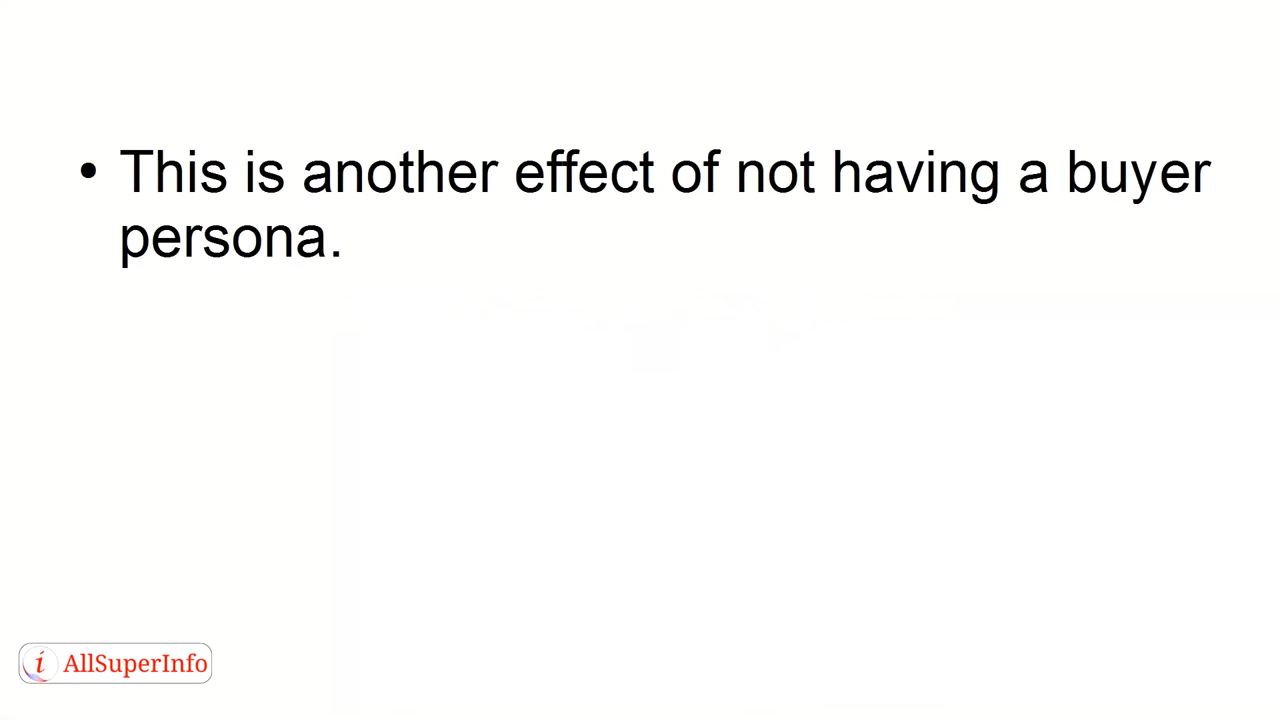 • This is another effect of not having a buyer
persona.
i AllSuperInfo